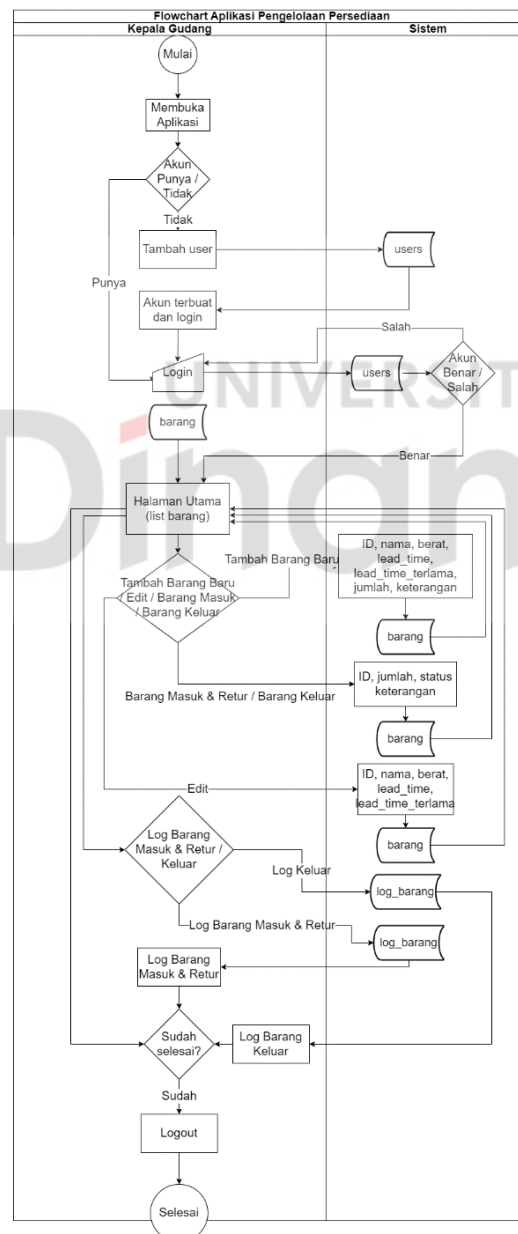 Flowchart Aplikasi Pengelolaan Persediaan
Kepala Gudang
Sistem
Mulai
Membuka
Aplikasi
Akun
Punya /
Tidak
Tidak
Tambah user
users
Punya
Akun terbuat
dan login
Salah
Login
users
Akun
Benar /
Salah
UNIVERSIT
barang
Dinam
Benar
Halaman Utama
(list barang)
Tambah Barang Baru
ID, nama, berat,
lead_time,
lead_time_terlama,
jumlah, keterangan
Tambah Barang Baru
/ Edit / Barang Masuk
/ Barang Keluar
barang
Barang Masuk & Retur / Barang Keluar
ID, jumlah, status
keterangan
barang
Edit
ID, nama, berat,
lead_time,
lead_time_terlama
Log Barang
Masuk & Retur /
Keluar
barang
Log Keluar
log_barang
Log Barang Masuk & Retur
log_barang
Log Barang
Masuk & Retur
Sudah
selesai?
Log Barang
Keluar
Sudah
Logout
Selesai